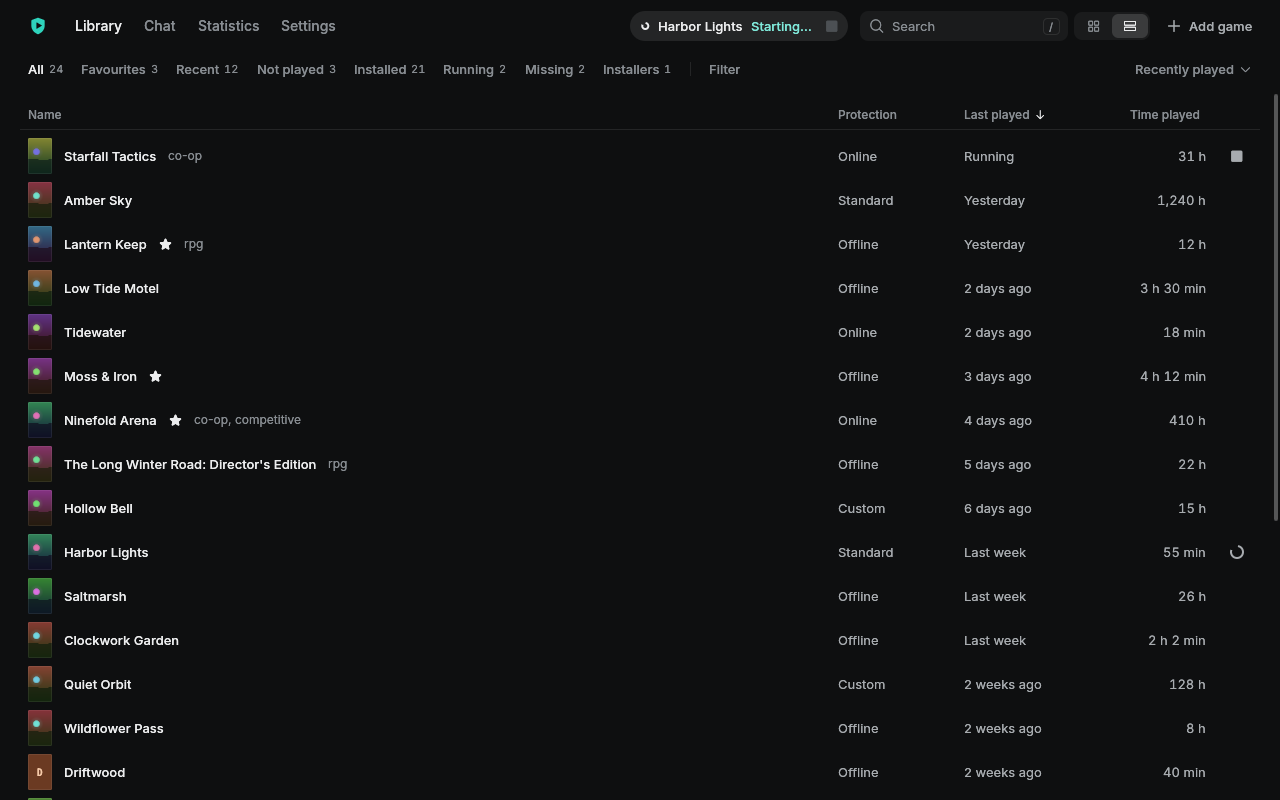 Library Chat Statistics Settings Harbor Lights Starting... Search / Add game
All 24 Favourites 3 Recent 12 Not played 3 Installed 21 Running 2 Missing 2 Installers 1 Filter Recently played
Name Protection Last played Time played
Starfall Tactics co-op Online Running 31 h
Amber Sky Standard Yesterday 1,240 h
Lantern Keep rpg Offline Yesterday 12 h
Low Tide Motel Offline 2 days ago 3 h 30 min
Tidewater Online 2 days ago 18 min
Moss & Iron Offline 3 days ago 4 h 12 min
Ninefold Arena co-op, competitive Online 4 days ago 410 h
The Long Winter Road: Director's Edition rpg Offline 5 days ago 22 h
Hollow Bell Custom 6 days ago 15 h
Harbor Lights Standard Last week 55 min
Saltmarsh Offline Last week 26 h
Clockwork Garden Offline Last week 2 h 2 min
Quiet Orbit Custom 2 weeks ago 128 h
Wildflower Pass Offline 2 weeks ago 8 h
D Driftwood Offline 2 weeks ago 40 min